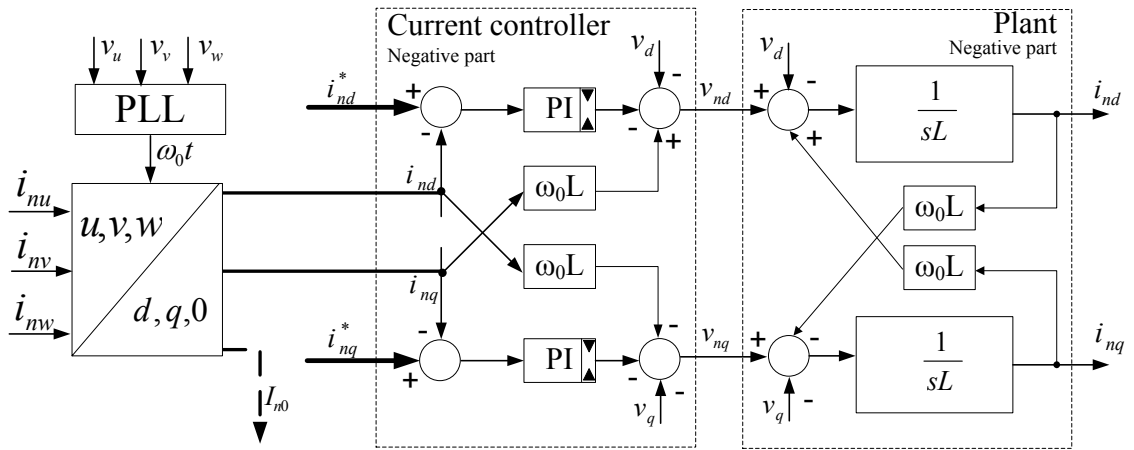 Current controller
Negative part
Plant
Negative part
v_u v_v v_w
PLL
ω_0 t
i_nu
i_nv
i_nw
u,v,w
d,q,0
I_n0
i*_nd
+
-
PI
v_d
-
-
+
v_nd
i_nd
ω_0L
ω_0L
i_nq
i*_nq
-
+
PI
-
-
-
v_q
v_nq
v_d
+
-
+
-
1/sL
i_nd
ω_0L
ω_0L
+
-
-
-
v_q
1/sL
i_nq